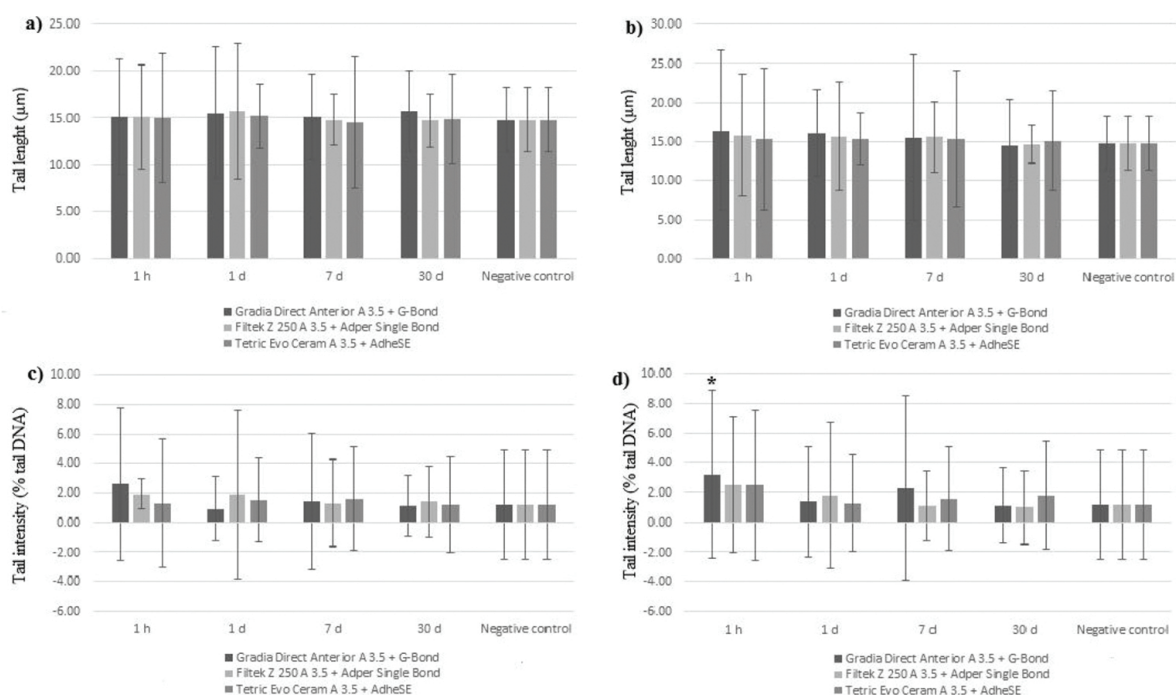 a)
Tail lenght (µm)
25.00
20.00
15.00
10.00
5.00
0.00
1 h
1 d
7 d
30 d
Negative control
Gradia Direct Anterior A 3.5 + G-Bond
Filtek Z 250 A 3.5 + Adper Single Bond
Tetric Evo Ceram A 3.5 + AdheSE
b)
Tail lenght (µm)
30.00
25.00
20.00
15.00
10.00
5.00
0.00
1 h
1 d
7 d
30 d
Negative control
Gradia Direct Anterior A 3.5 + G-Bond
Filtek Z 250 A 3.5 + Adper Single Bond
Tetric Evo Ceram A 3.5 + AdheSE
c)
Tail intensity (% tail DNA)
10.00
8.00
6.00
4.00
2.00
0.00
-2.00
-4.00
-6.00
1 h
1 d
7 d
30 d
Negative control
Gradia Direct Anterior A 3.5 + G-Bond
Filtek Z 250 A 3.5 + Adper Single Bond
Tetric Evo Ceram A 3.5 + AdheSE
d)
Tail intensity (% tail DNA)
10.00
8.00
6.00
4.00
2.00
0.00
-2.00
-4.00
-6.00
*
1 h
1 d
7 d
30 d
Negative control
Gradia Direct Anterior A 3.5 + G-Bond
Filtek Z 250 A 3.5 + Adper Single Bond
Tetric Evo Ceram A 3.5 + AdheSE